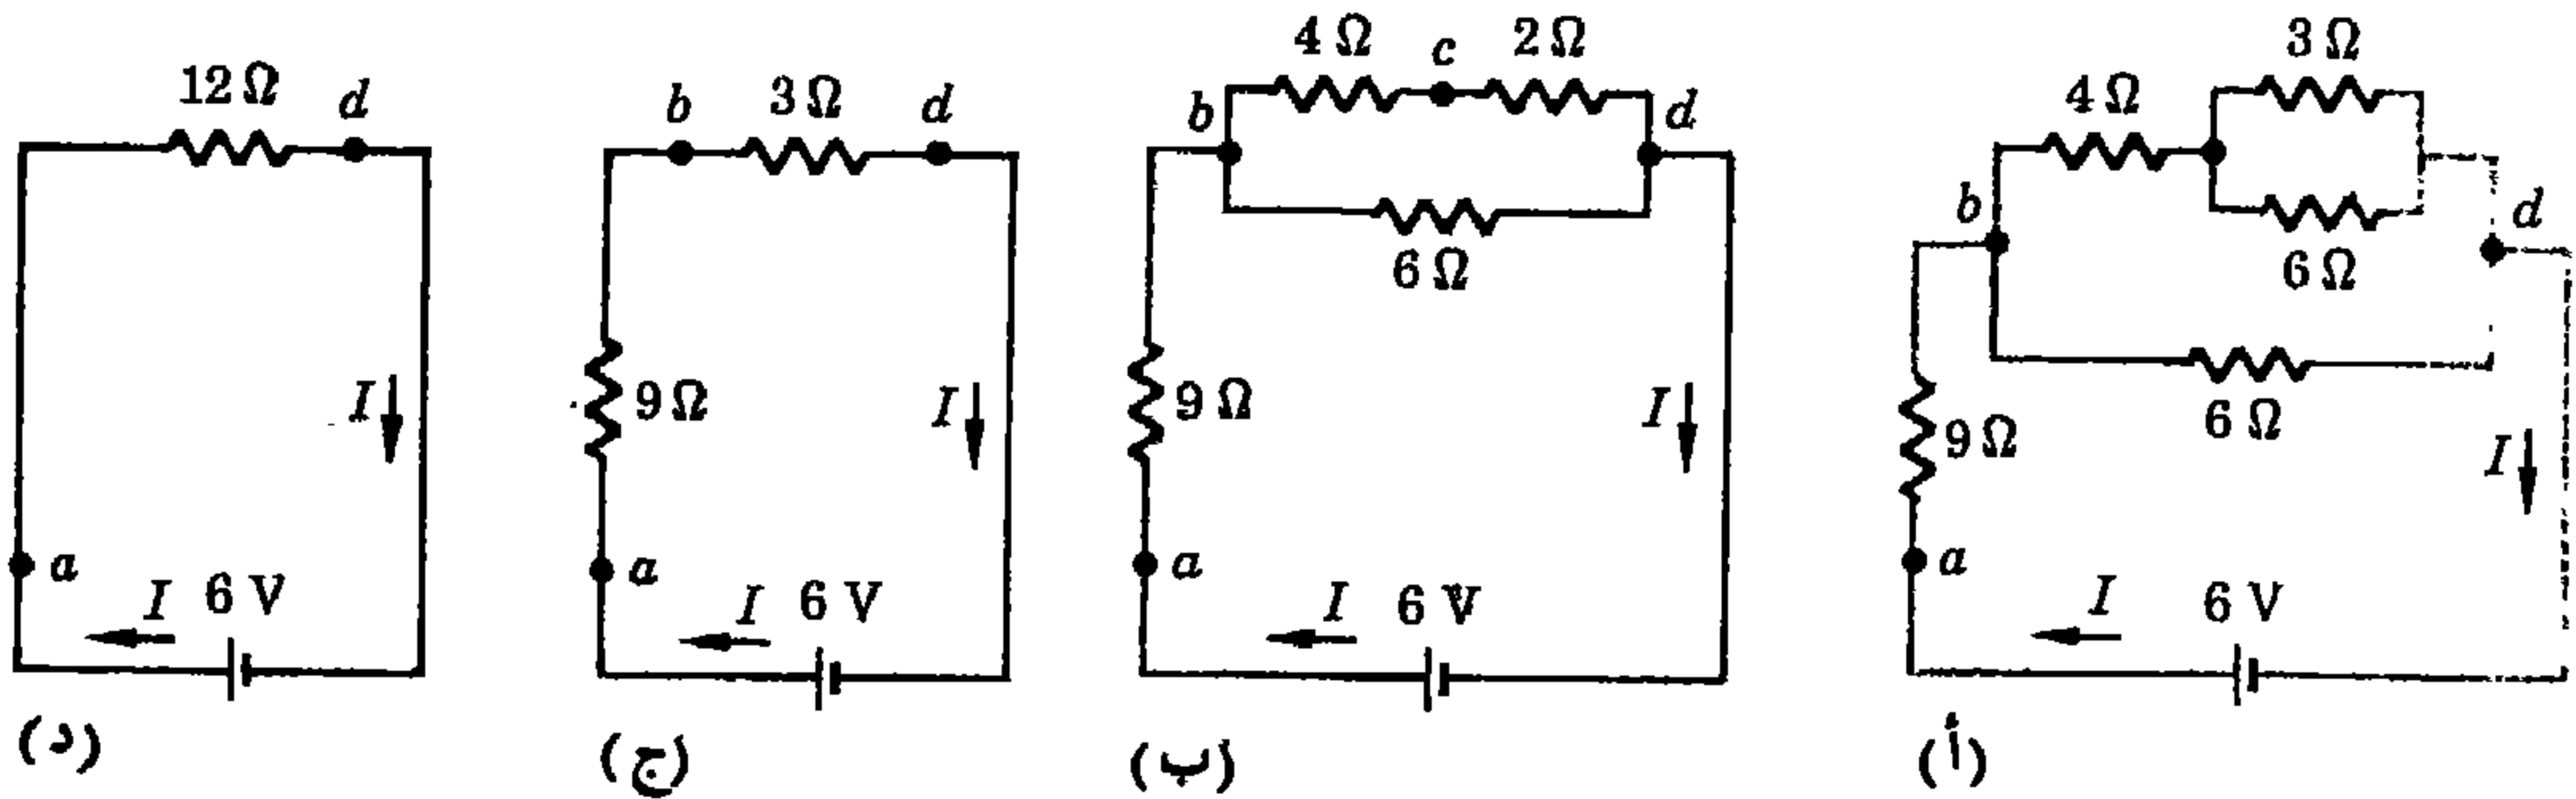 3 Ω
4 Ω
b
6 Ω
d
6 Ω
9 Ω
I
a
I 6 V
(أ)
4 Ω c 2 Ω
b d
6 Ω
9 Ω
I
a
I 6 V
(ب)
b 3 Ω d
9 Ω
I
a
I 6 V
(ج)
12 Ω d
I
a
I 6 V
(د)